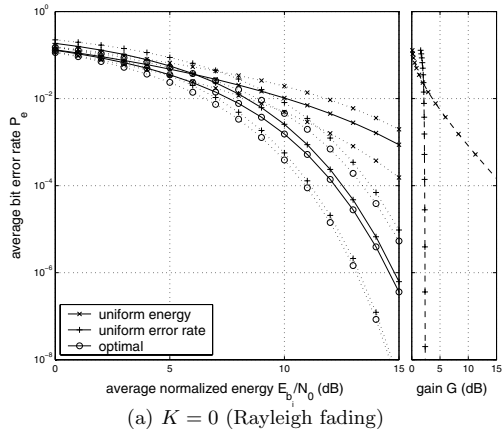 10^0
10^-2
10^-4
10^-6
10^-8
average bit error rate P_e
0 5 10 15
average normalized energy E_b_i/N_0 (dB)
uniform energy
uniform error rate
optimal
0 5 10 15
gain G (dB)
(a) K = 0 (Rayleigh fading)